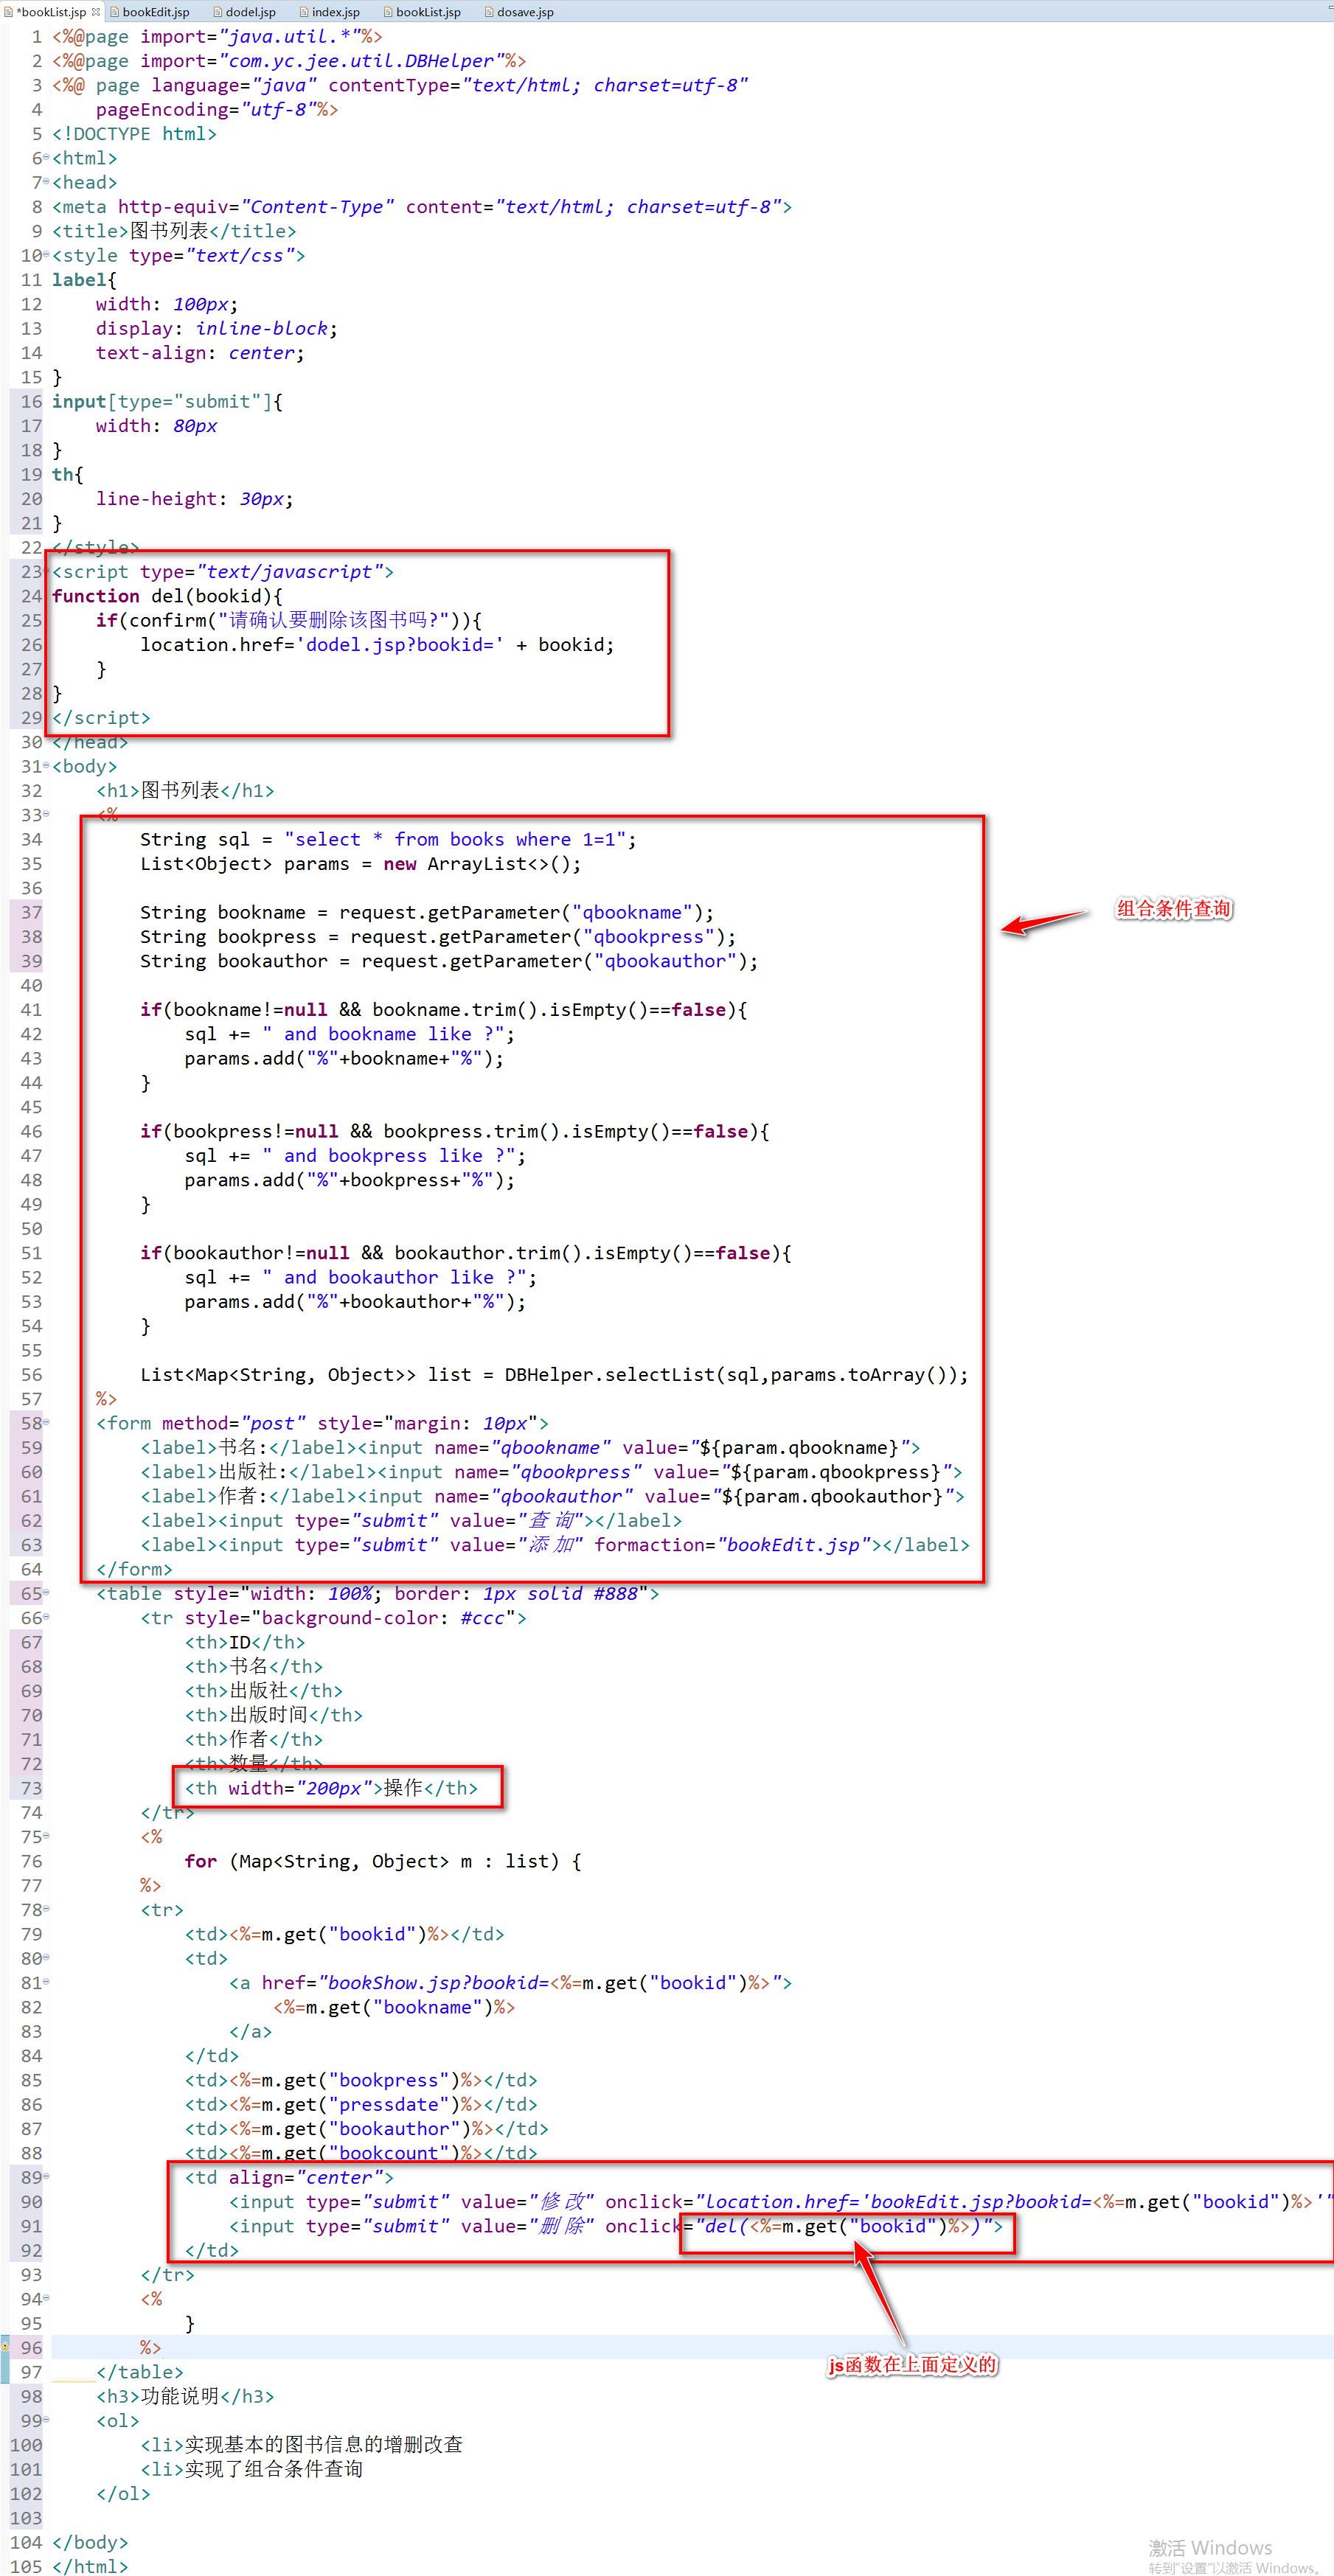 *bookList.jsp bookEdit.jsp dodel.jsp index.jsp bookList.jsp dosave.jsp
1 <%@page import="java.util.*"%>
2 <%@page import="com.yc.jee.util.DBHelper"%>
3 <%@ page language="java" contentType="text/html; charset=utf-8"
4     pageEncoding="utf-8"%>
5 <!DOCTYPE html>
6 <html>
7 <head>
8 <meta http-equiv="Content-Type" content="text/html; charset=utf-8">
9 <title>图书列表</title>
10 <style type="text/css">
11 label{
12     width: 100px;
13     display: inline-block;
14     text-align: center;
15 }
16 input[type="submit"]{
17     width: 80px
18 }
19 th{
20     line-height: 30px;
21 }
22 </style>
23 <script type="text/javascript">
24 function del(bookid){
25     if(confirm("请确认要删除该图书吗?")){
26         location.href='dodel.jsp?bookid=' + bookid;
27     }
28 }
29 </script>
30 </head>
31 <body>
32     <h1>图书列表</h1>
33     <%
34         String sql = "select * from books where 1=1";
35         List<Object> params = new ArrayList<>();
36
37         String bookname = request.getParameter("qbookname");
组合条件查询
38         String bookpress = request.getParameter("qbookpress");
39         String bookauthor = request.getParameter("qbookauthor");
40
41         if(bookname!=null && bookname.trim().isEmpty()==false){
42             sql += " and bookname like ?";
43             params.add("%"+bookname+"%");
44         }
45
46         if(bookpress!=null && bookpress.trim().isEmpty()==false){
47             sql += " and bookpress like ?";
48             params.add("%"+bookpress+"%");
49         }
50
51         if(bookauthor!=null && bookauthor.trim().isEmpty()==false){
52             sql += " and bookauthor like ?";
53             params.add("%"+bookauthor+"%");
54         }
55
56         List<Map<String, Object>> list = DBHelper.selectList(sql,params.toArray());
57     %>
58     <form method="post" style="margin: 10px">
59         <label>书名:</label><input name="qbookname" value="${param.qbookname}">
60         <label>出版社:</label><input name="qbookpress" value="${param.qbookpress}">
61         <label>作者:</label><input name="qbookauthor" value="${param.qbookauthor}">
62         <label><input type="submit" value="查 询"></label>
63         <label><input type="submit" value="添 加" formaction="bookEdit.jsp"></label>
64     </form>
65     <table style="width: 100%; border: 1px solid #888">
66         <tr style="background-color: #ccc">
67             <th>ID</th>
68             <th>书名</th>
69             <th>出版社</th>
70             <th>出版时间</th>
71             <th>作者</th>
72             <th>数量</th>
73             <th width="200px">操作</th>
74         </tr>
75         <%
76             for (Map<String, Object> m : list) {
77         %>
78         <tr>
79             <td><%=m.get("bookid")%></td>
80             <td>
81                 <a href="bookShow.jsp?bookid=<%=m.get("bookid")%>">
82                     <%=m.get("bookname")%>
83                 </a>
84             </td>
85             <td><%=m.get("bookpress")%></td>
86             <td><%=m.get("pressdate")%></td>
87             <td><%=m.get("bookauthor")%></td>
88             <td><%=m.get("bookcount")%></td>
89             <td align="center">
90                 <input type="submit" value="修 改" onclick="location.href='bookEdit.jsp?bookid=<%=m.get("bookid")%>'"
91                 <input type="submit" value="删 除" onclick="del(<%=m.get("bookid")%>)">
92             </td>
93         </tr>
94         <%
95             }
96         %>
js函数在上面定义的
97     </table>
98     <h3>功能说明</h3>
99     <ol>
100         <li>实现基本的图书信息的增删改查
101         <li>实现了组合条件查询
102     </ol>
103
104 </body>
激活 Windows
105 </html>
转到"设置"以激活 Windows。